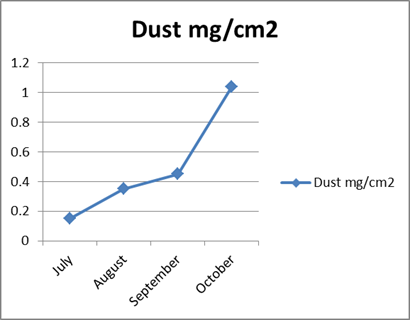 Dust mg/cm2
1.2
1
0.8
0.6
0.4
0.2
0
July
August
September
October
Dust mg/cm2